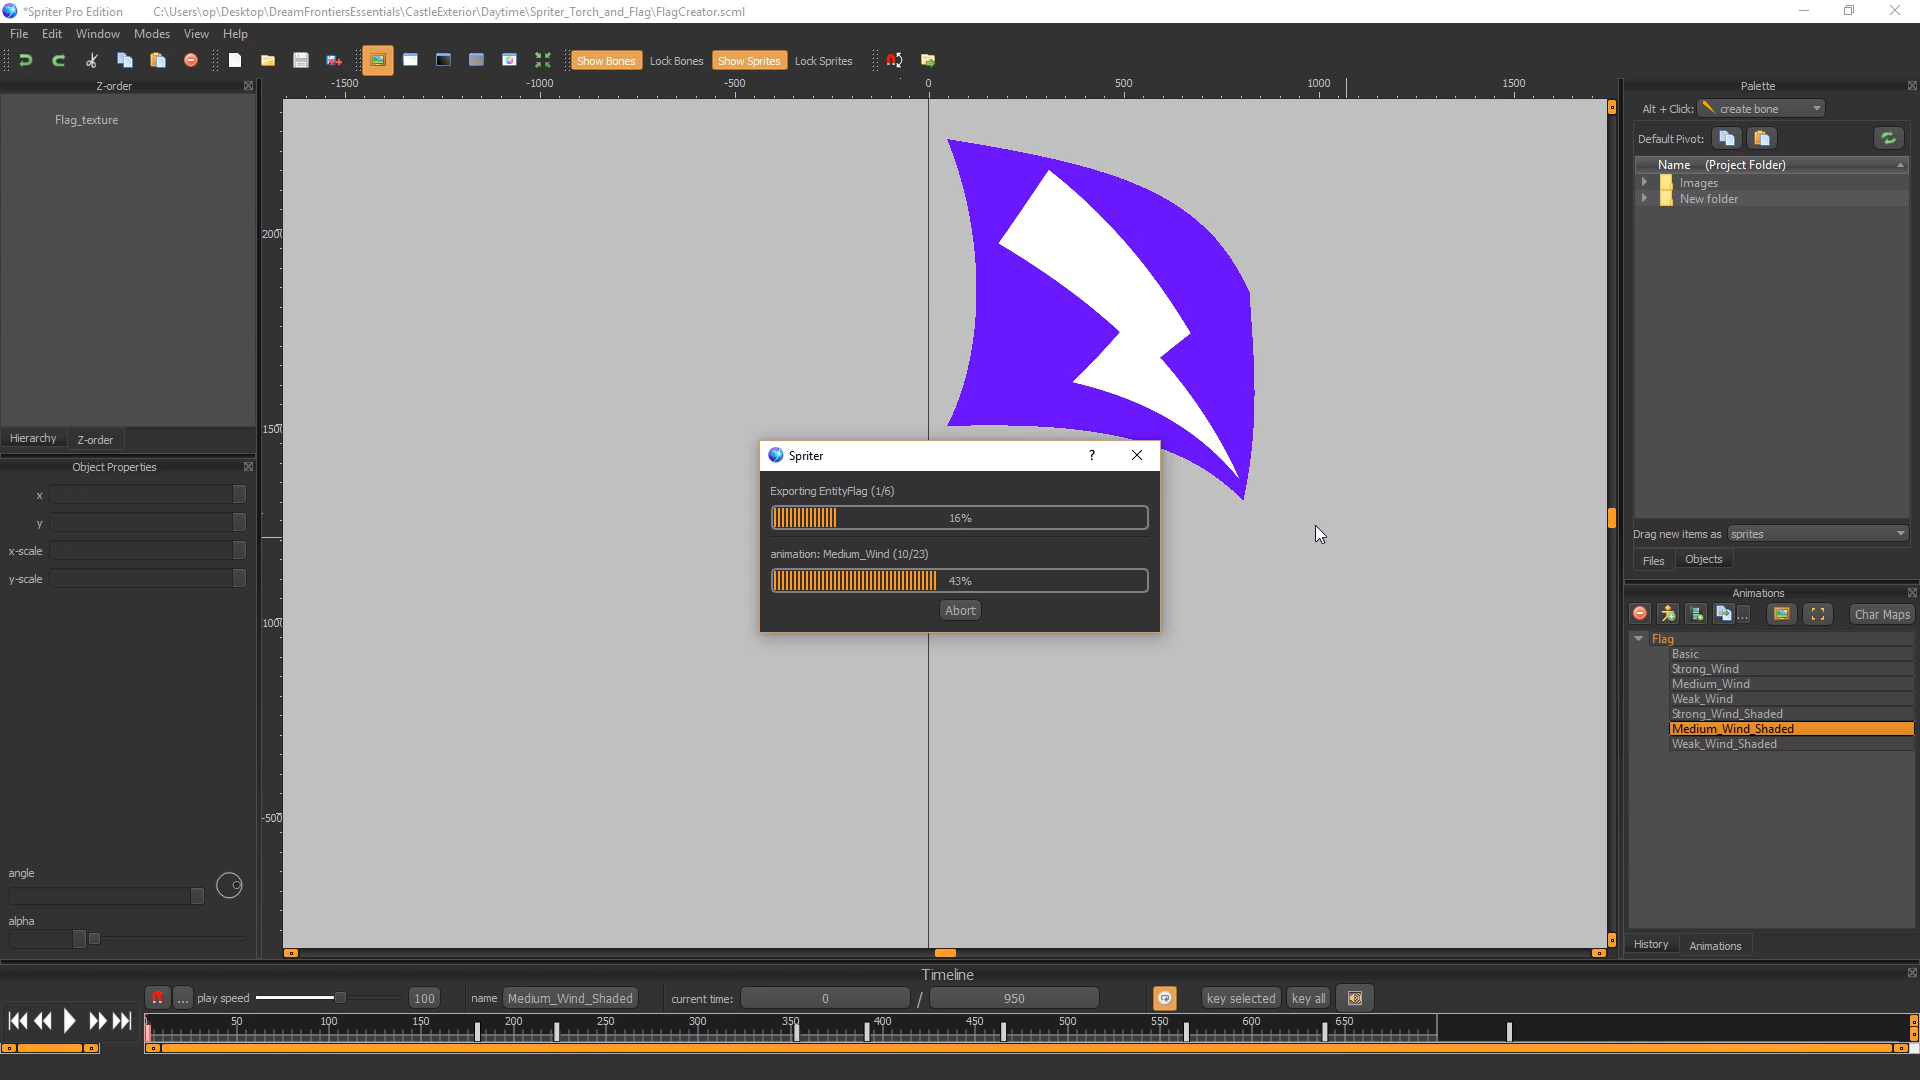 *Spriter Pro Edition C:\Users\op\Desktop\DreamFrontiersEssentials\CastleExterior\Daytime\Spriter_Torch_and_Flag\FlagCreator.scml
File Edit Window Modes View Help
Show Bones Lock Bones Show Sprites Lock Sprites
Z-order
Flag_texture
Hierarchy Z-order
Object Properties
x
y
x-scale
y-scale
angle
alpha
-1500 -1000 -500 0 500 1000 1500
200
150
100
-500
Spriter ?
Exporting EntityFlag (1/6)
16%
animation: Medium_Wind (10/23)
43%
Abort
Palette
Alt + Click: create bone
Default Pivot:
Name (Project Folder)
Images
New folder
Drag new items as sprites
Files Objects
Animations
... Char Maps
Flag
Basic
Strong_Wind
Medium_Wind
Weak_Wind
Strong_Wind_Shaded
Medium_Wind_Shaded
Weak_Wind_Shaded
History Animations
Timeline
... play speed 100 name Medium_Wind_Shaded current time: 0 / 950 key selected key all
50 100 150 200 250 300 350 400 450 500 550 600 650